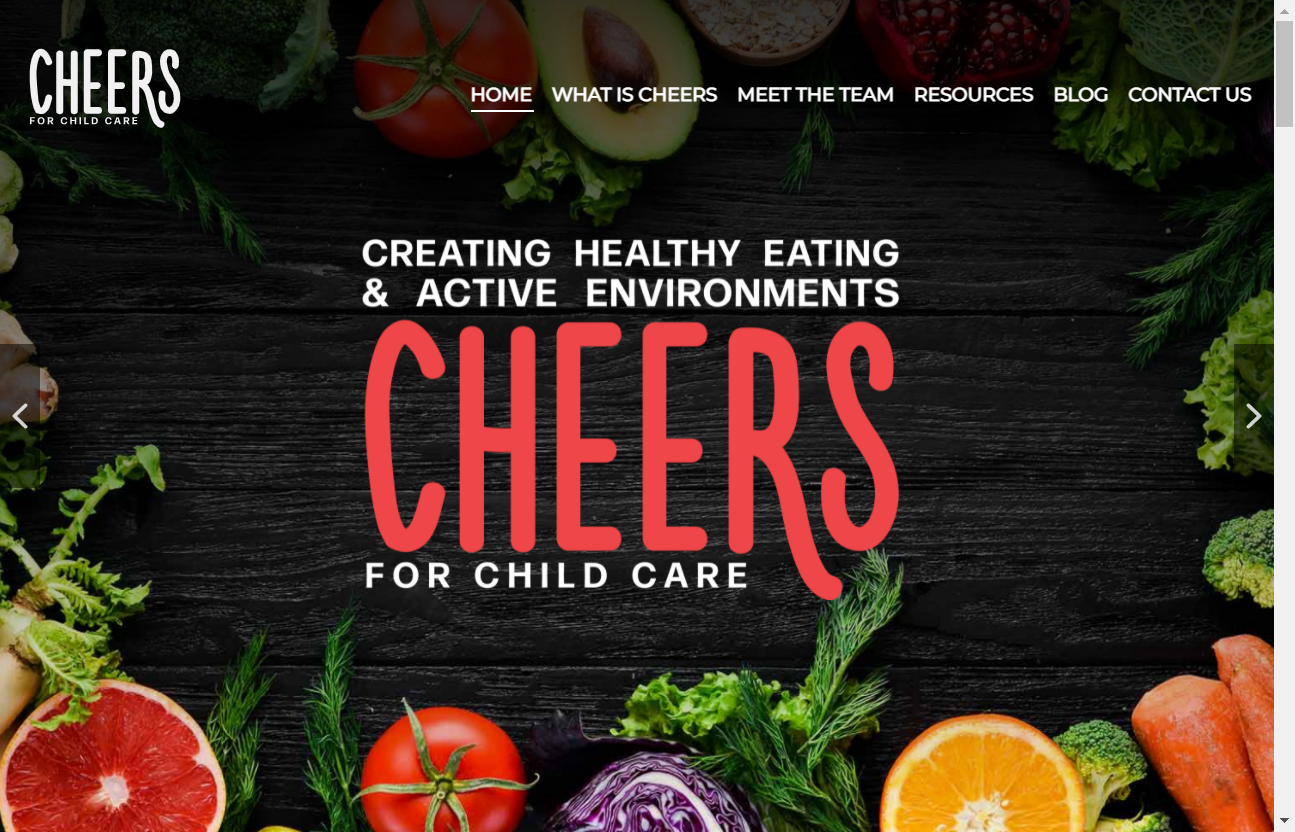 CHEERS
FOR CHILD CARE
HOME WHAT IS CHEERS MEET THE TEAM RESOURCES BLOG CONTACT US
CREATING HEALTHY EATING
& ACTIVE ENVIRONMENTS
CHEERS
FOR CHILD CARE